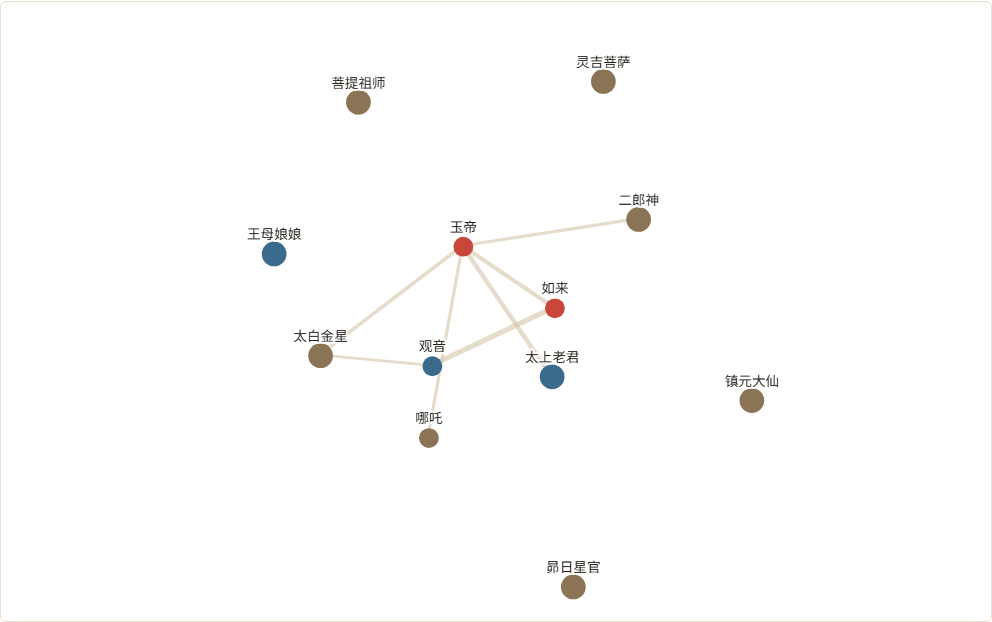 灵吉菩萨
菩提祖师
二郎神
玉帝
王母娘娘
如来
太白金星
观音
太上老君
镇元大仙
哪吒
昴日星官